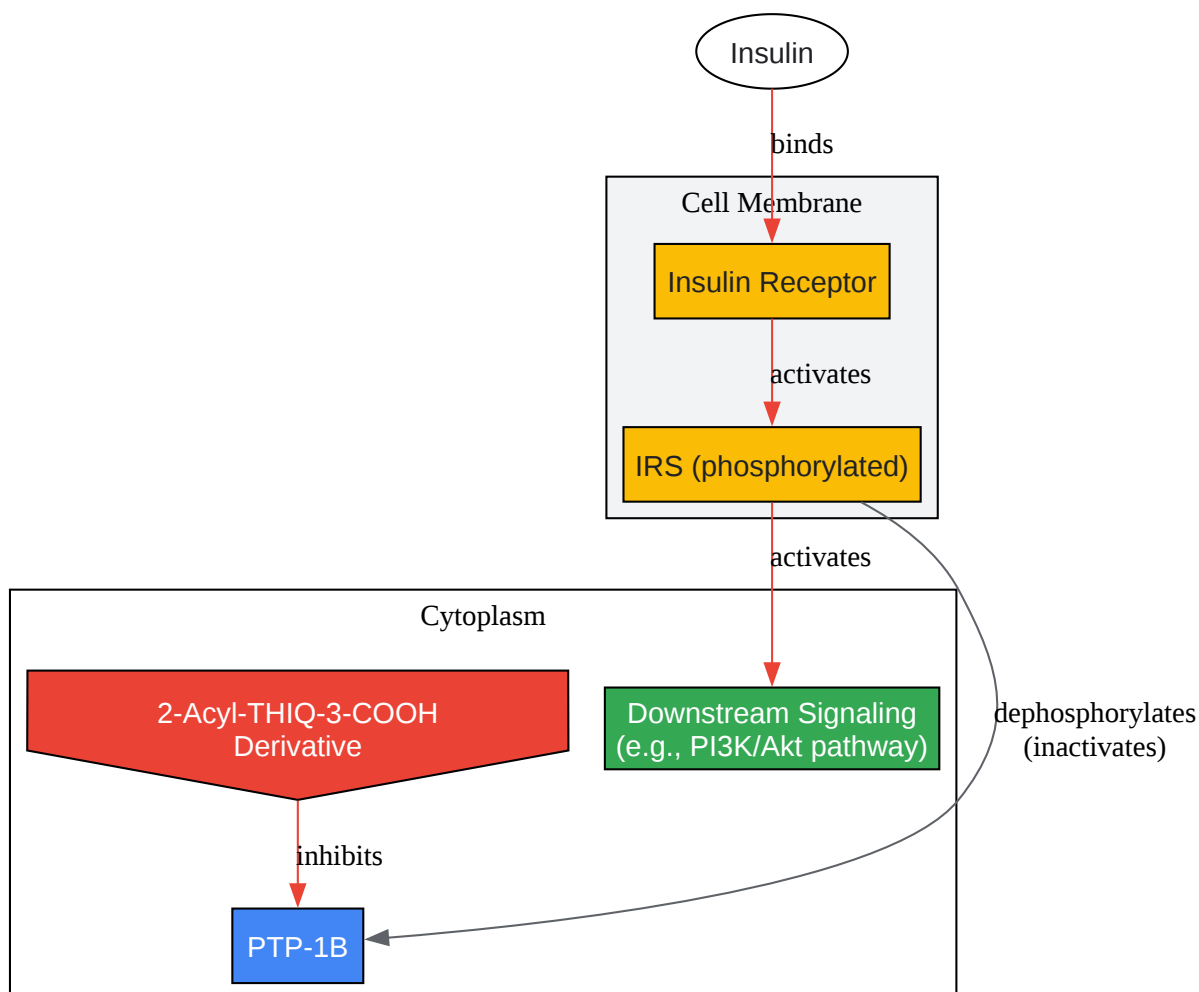 Insulin
binds
Cell Membrane
Insulin Receptor
activates
IRS (phosphorylated)
activates
Cytoplasm
2-Acyl-THIQ-3-COOH
Derivative
Downstream Signaling
(e.g., PI3K/Akt pathway)
dephosphorylates
(inactivates)
inhibits
PTP-1B